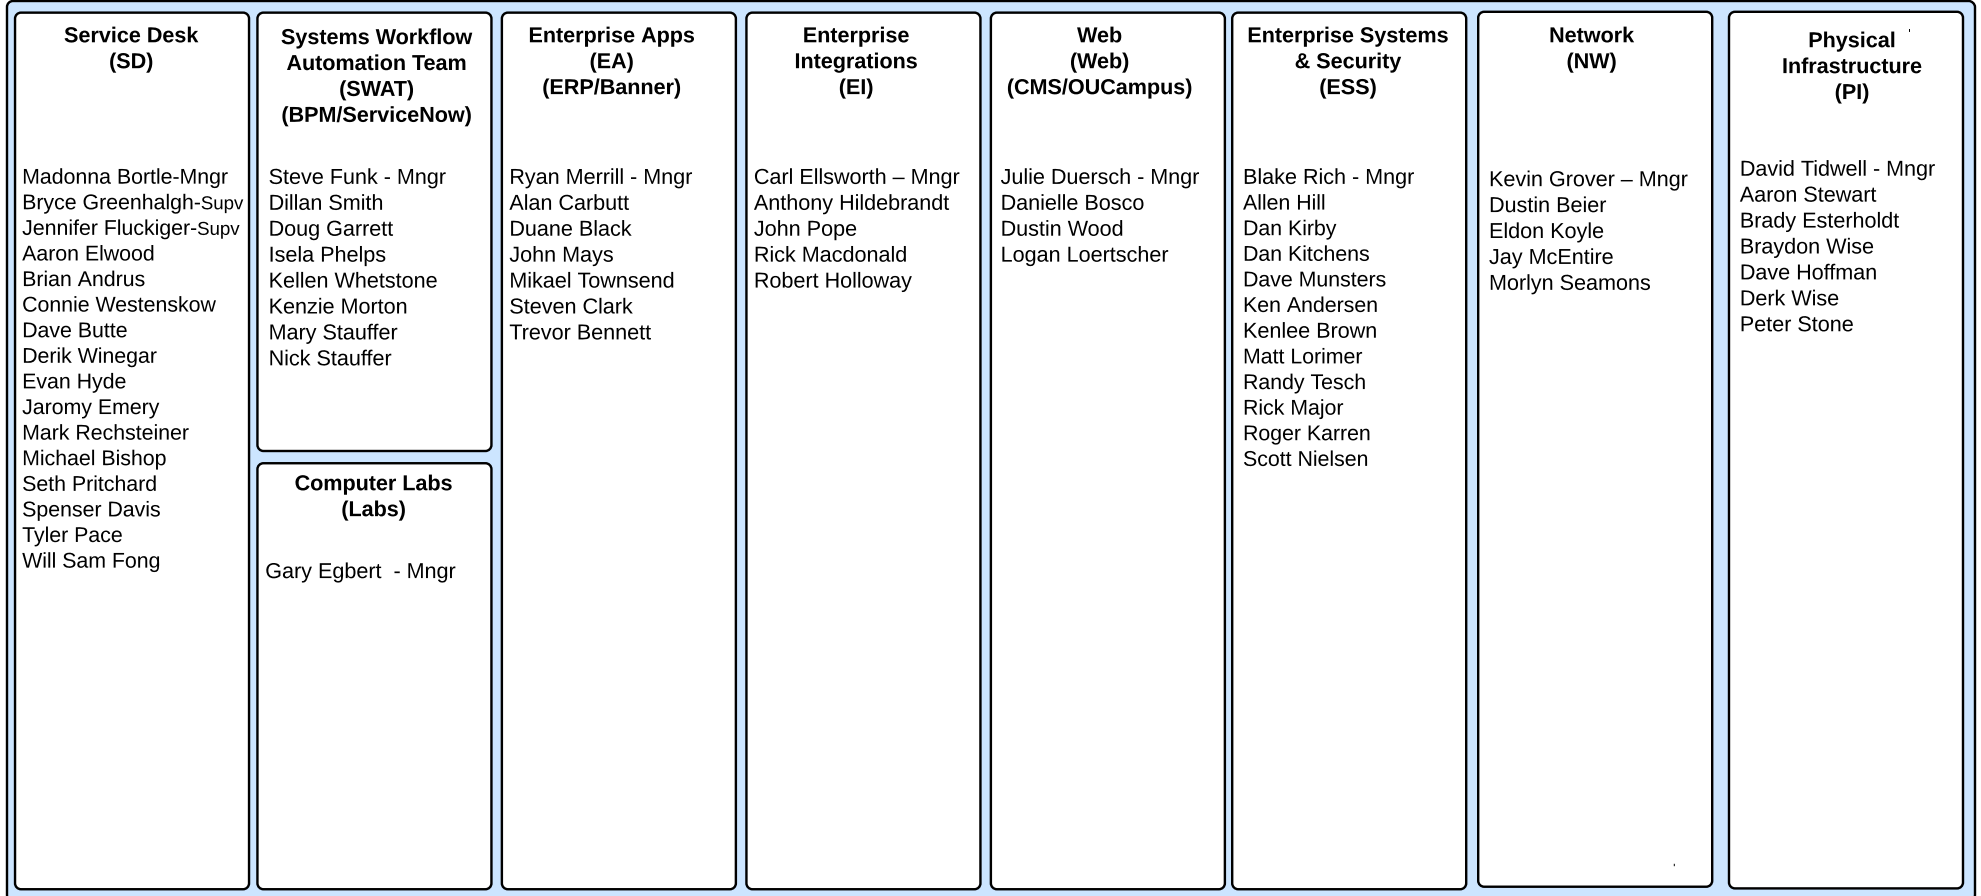 Service Desk
(SD)
Madonna Bortle-Mngr
Bryce Greenhalgh-Supv
Jennifer Fluckiger-Supv
Aaron Elwood
Brian Andrus
Connie Westenskow
Dave Butte
Derik Winegar
Evan Hyde
Jaromy Emery
Mark Rechsteiner
Michael Bishop
Seth Pritchard
Spenser Davis
Tyler Pace
Will Sam Fong
Systems Workflow
Automation Team
(SWAT)
(BPM/ServiceNow)
Steve Funk - Mngr
Dillan Smith
Doug Garrett
Isela Phelps
Kellen Whetstone
Kenzie Morton
Mary Stauffer
Nick Stauffer
Computer Labs
(Labs)
Gary Egbert  - Mngr
Enterprise Apps
(EA)
(ERP/Banner)
Ryan Merrill - Mngr
Alan Carbutt
Duane Black
John Mays
Mikael Townsend
Steven Clark
Trevor Bennett
Enterprise
Integrations
(EI)
Carl Ellsworth – Mngr
Anthony Hildebrandt
John Pope
Rick Macdonald
Robert Holloway
Web
(Web)
(CMS/OUCampus)
Julie Duersch - Mngr
Danielle Bosco
Dustin Wood
Logan Loertscher
Enterprise Systems
& Security
(ESS)
Blake Rich - Mngr
Allen Hill
Dan Kirby
Dan Kitchens
Dave Munsters
Ken Andersen
Kenlee Brown
Matt Lorimer
Randy Tesch
Rick Major
Roger Karren
Scott Nielsen
Network
(NW)
Kevin Grover – Mngr
Dustin Beier
Eldon Koyle
Jay McEntire
Morlyn Seamons
Physical
Infrastructure
(PI)
David Tidwell - Mngr
Aaron Stewart
Brady Esterholdt
Braydon Wise
Dave Hoffman
Derk Wise
Peter Stone